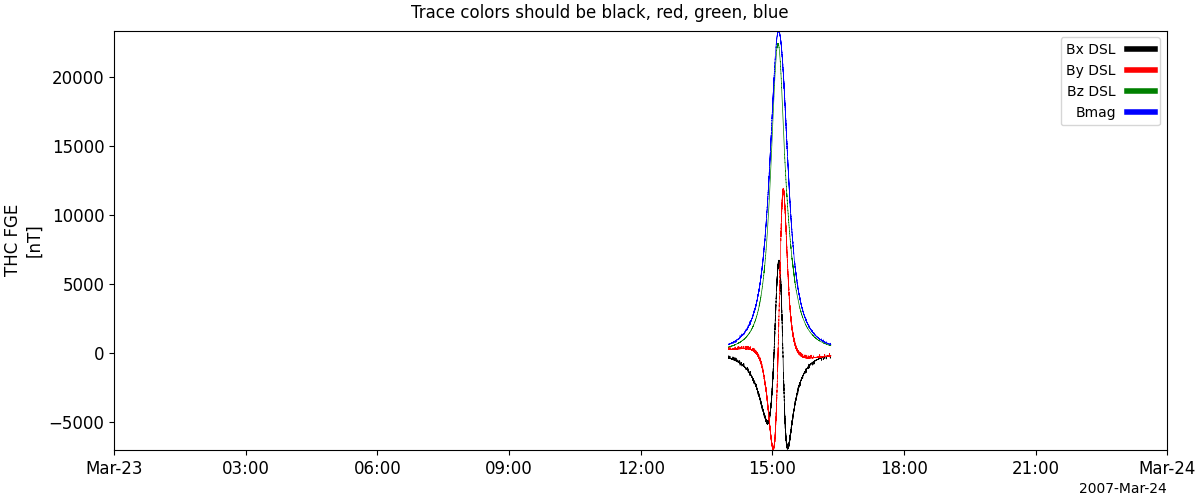 Trace colors should be black, red, green, blue
Bx DSL
By DSL
Bz DSL
Bmag
THC FGE
[nT]
20000
15000
10000
5000
0
−5000
Mar-23
03:00
06:00
09:00
12:00
15:00
18:00
21:00
Mar-24
2007-Mar-24